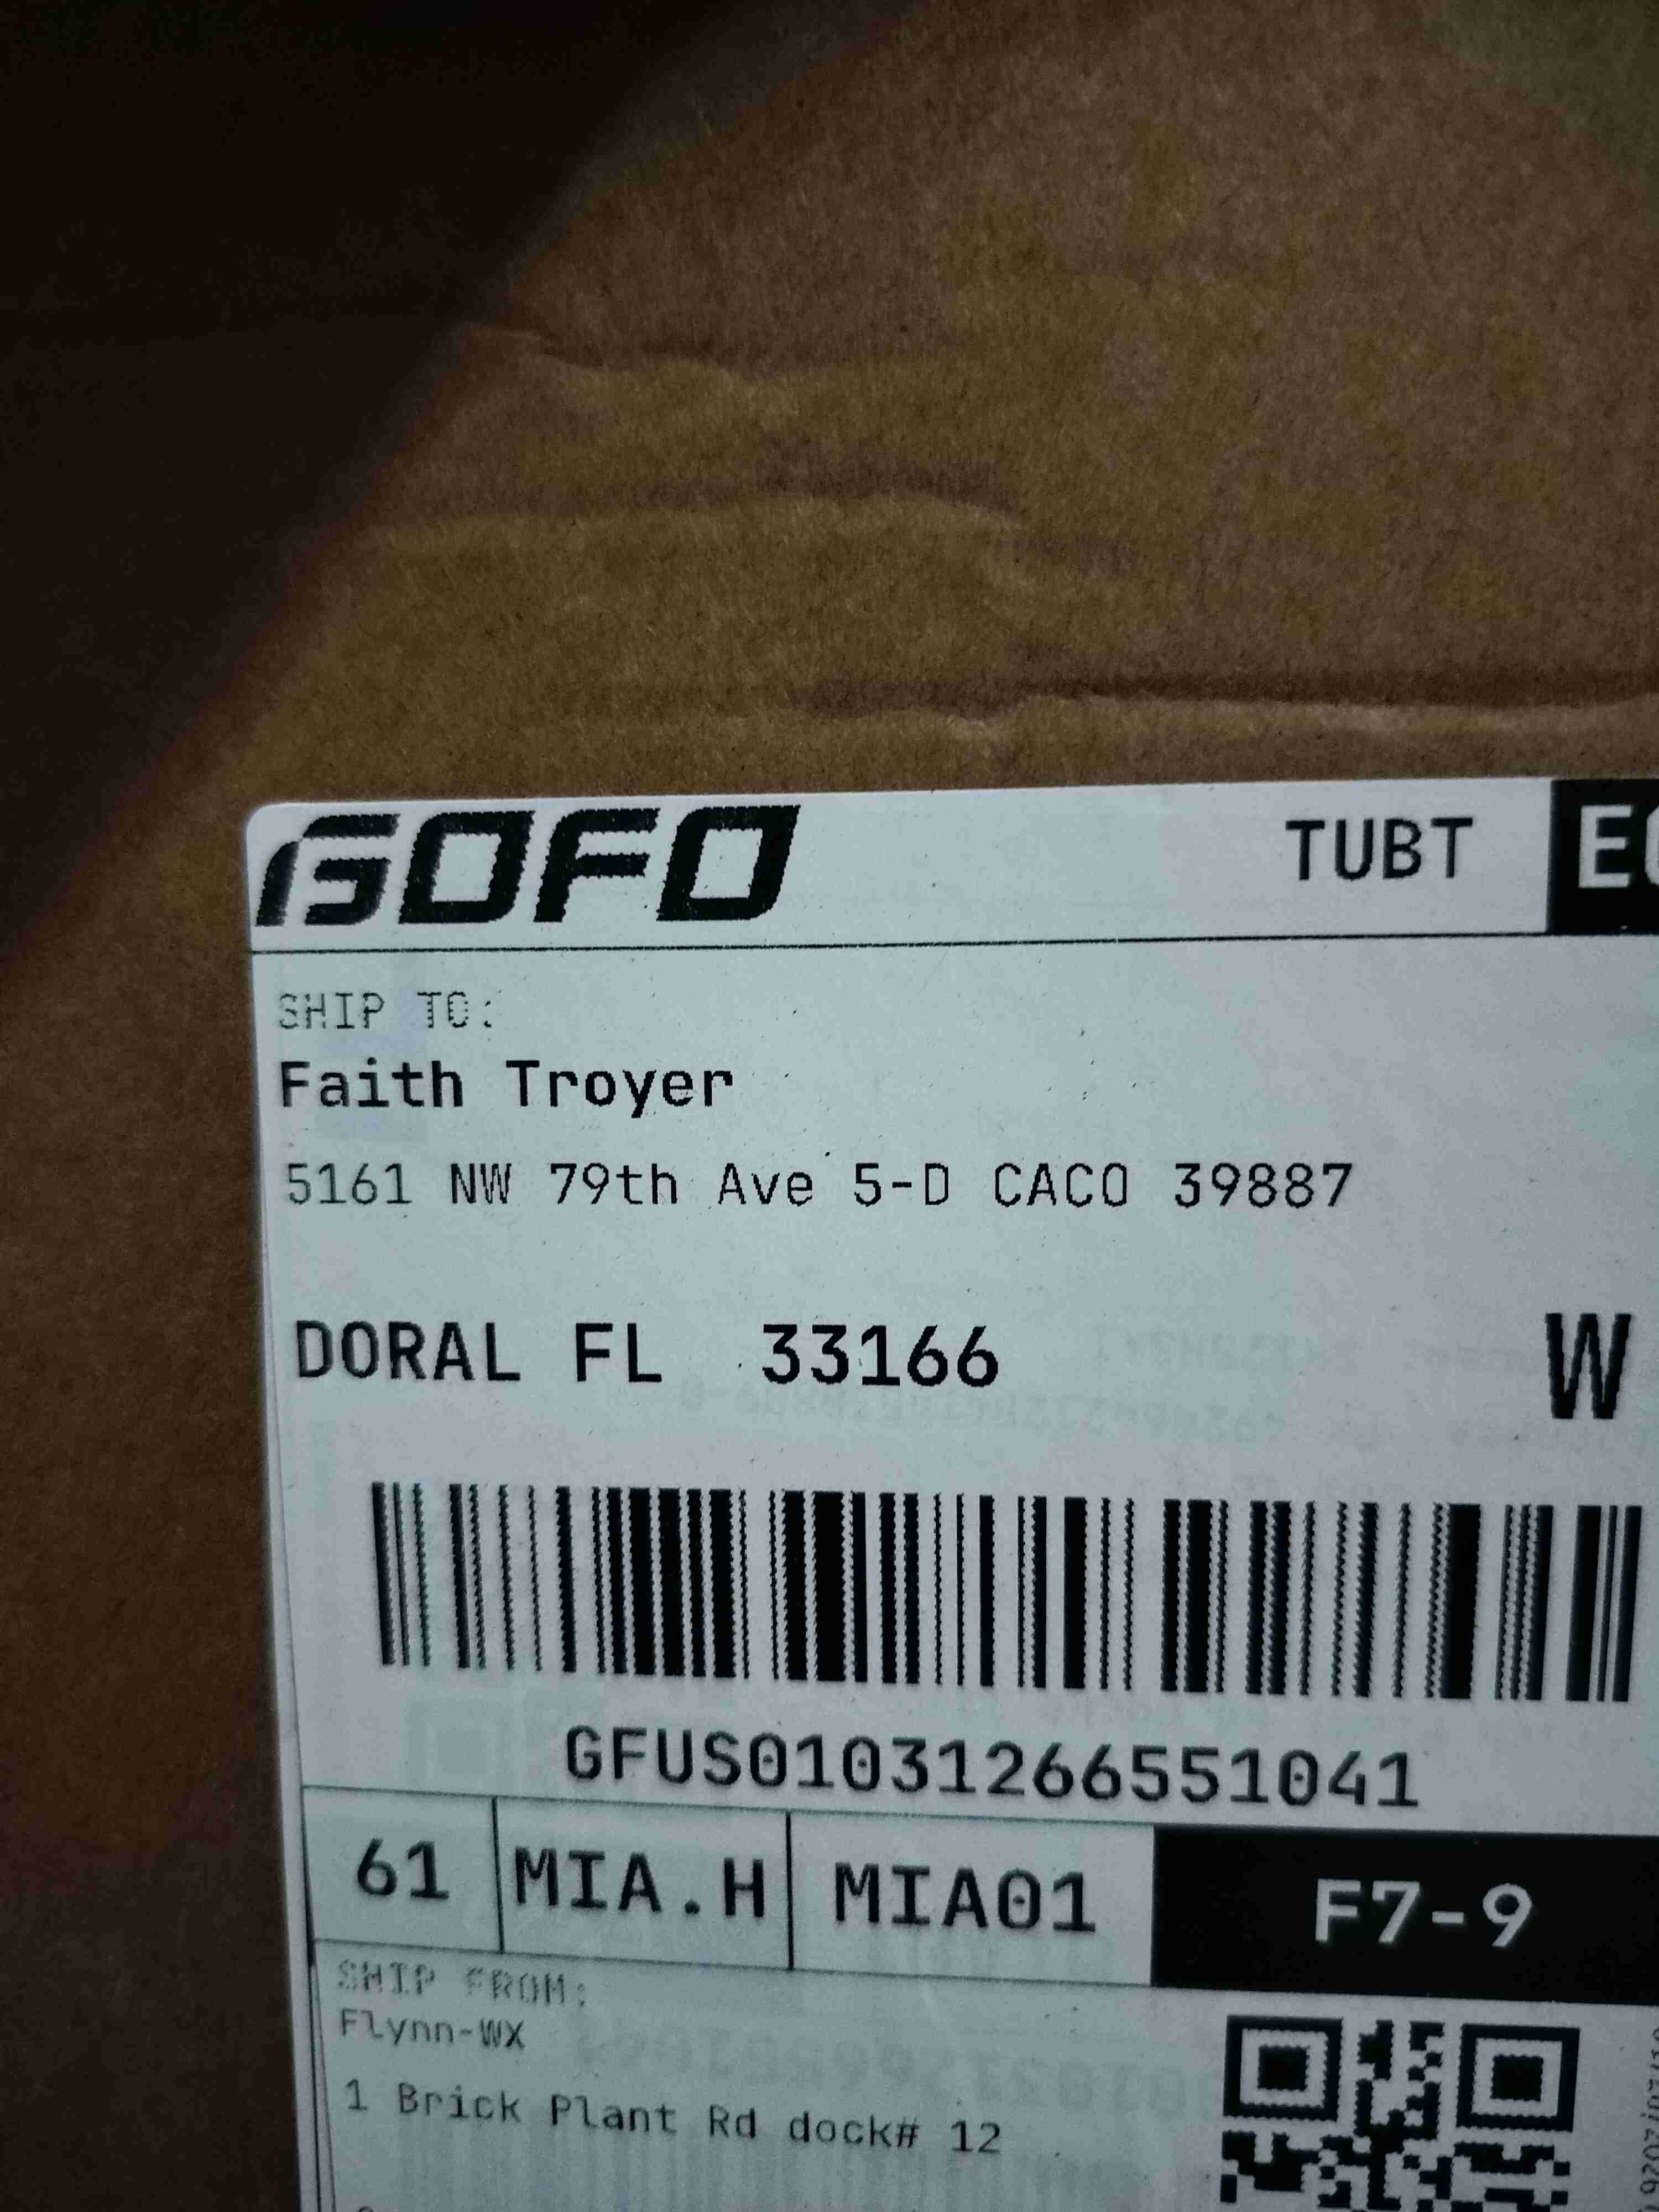 GOFO TUBT
SHIP TO:
Faith Troyer
5161 NW 79th Ave 5-D CACO 39887
DORAL FL 33166 W
GFUS01031266551041
61 MIA.H MIA01 F7-9
SHIP FROM:
Flynn-WX
1 Brick Plant Rd dock# 12